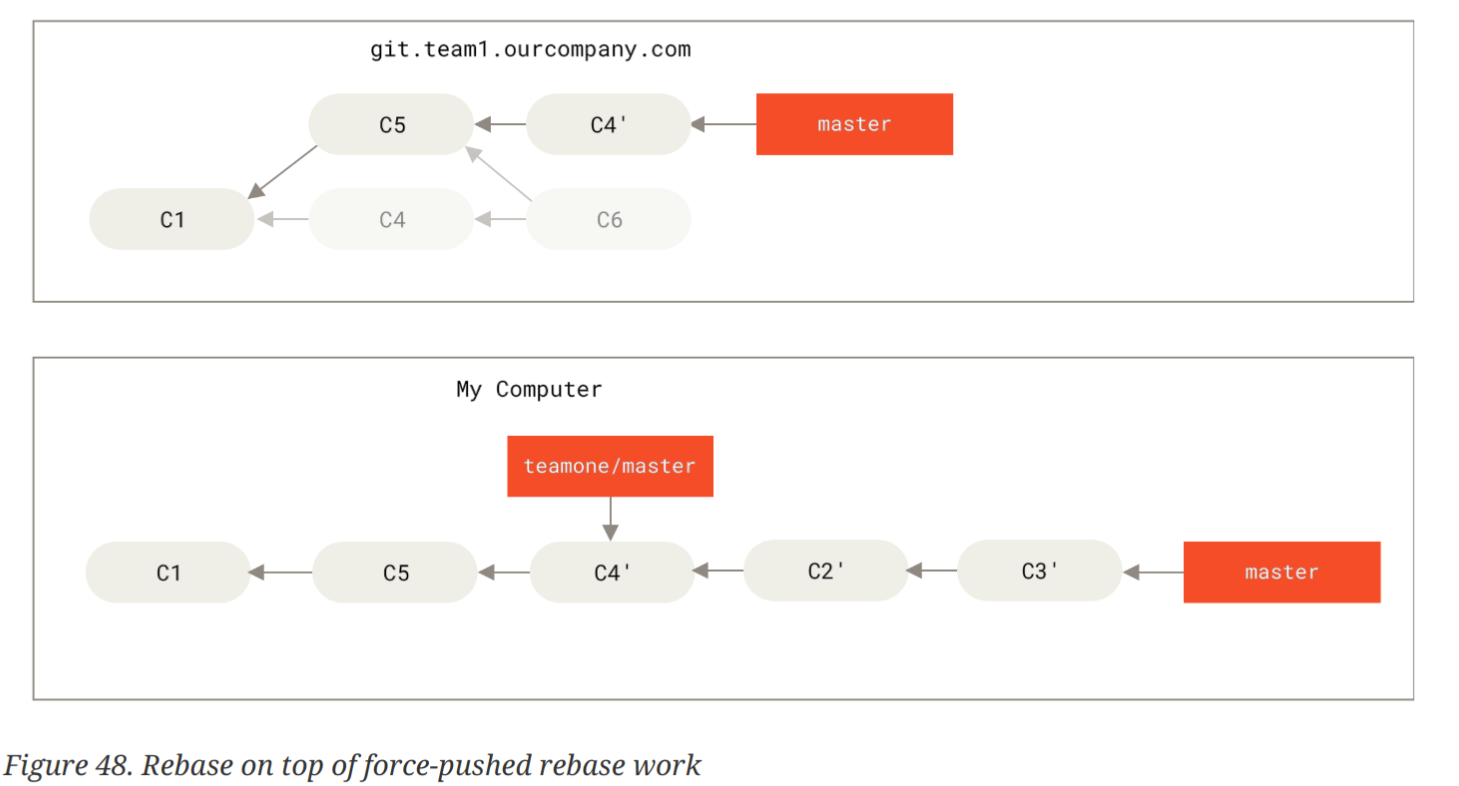 git.team1.ourcompany.com
C5 C4' master
C1 C4 C6
My Computer
teamone/master
C1 C5 C4' C2' C3' master
Figure 48. Rebase on top of force-pushed rebase work